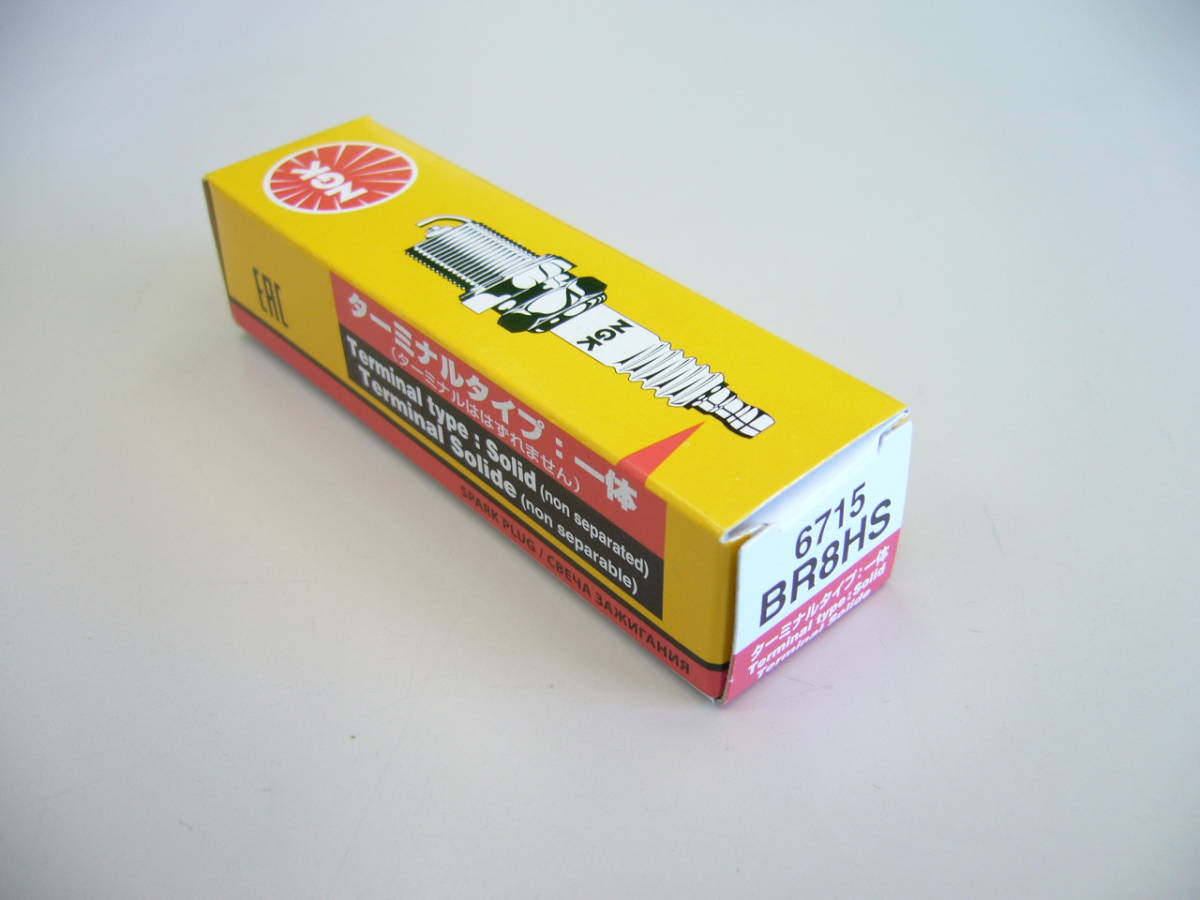 NGK
NGK
EAC
ターミナルタイプ：一体
（ターミナルははずれません）
Terminal type : Solid (non separated)
Terminal Solide (non separable)
SPARK PLUG / СВЕЧА ЗАЖИГАНИЯ
6715
BR8HS
ターミナルタイプ：一体
Terminal type : Solid
Terminal Solide